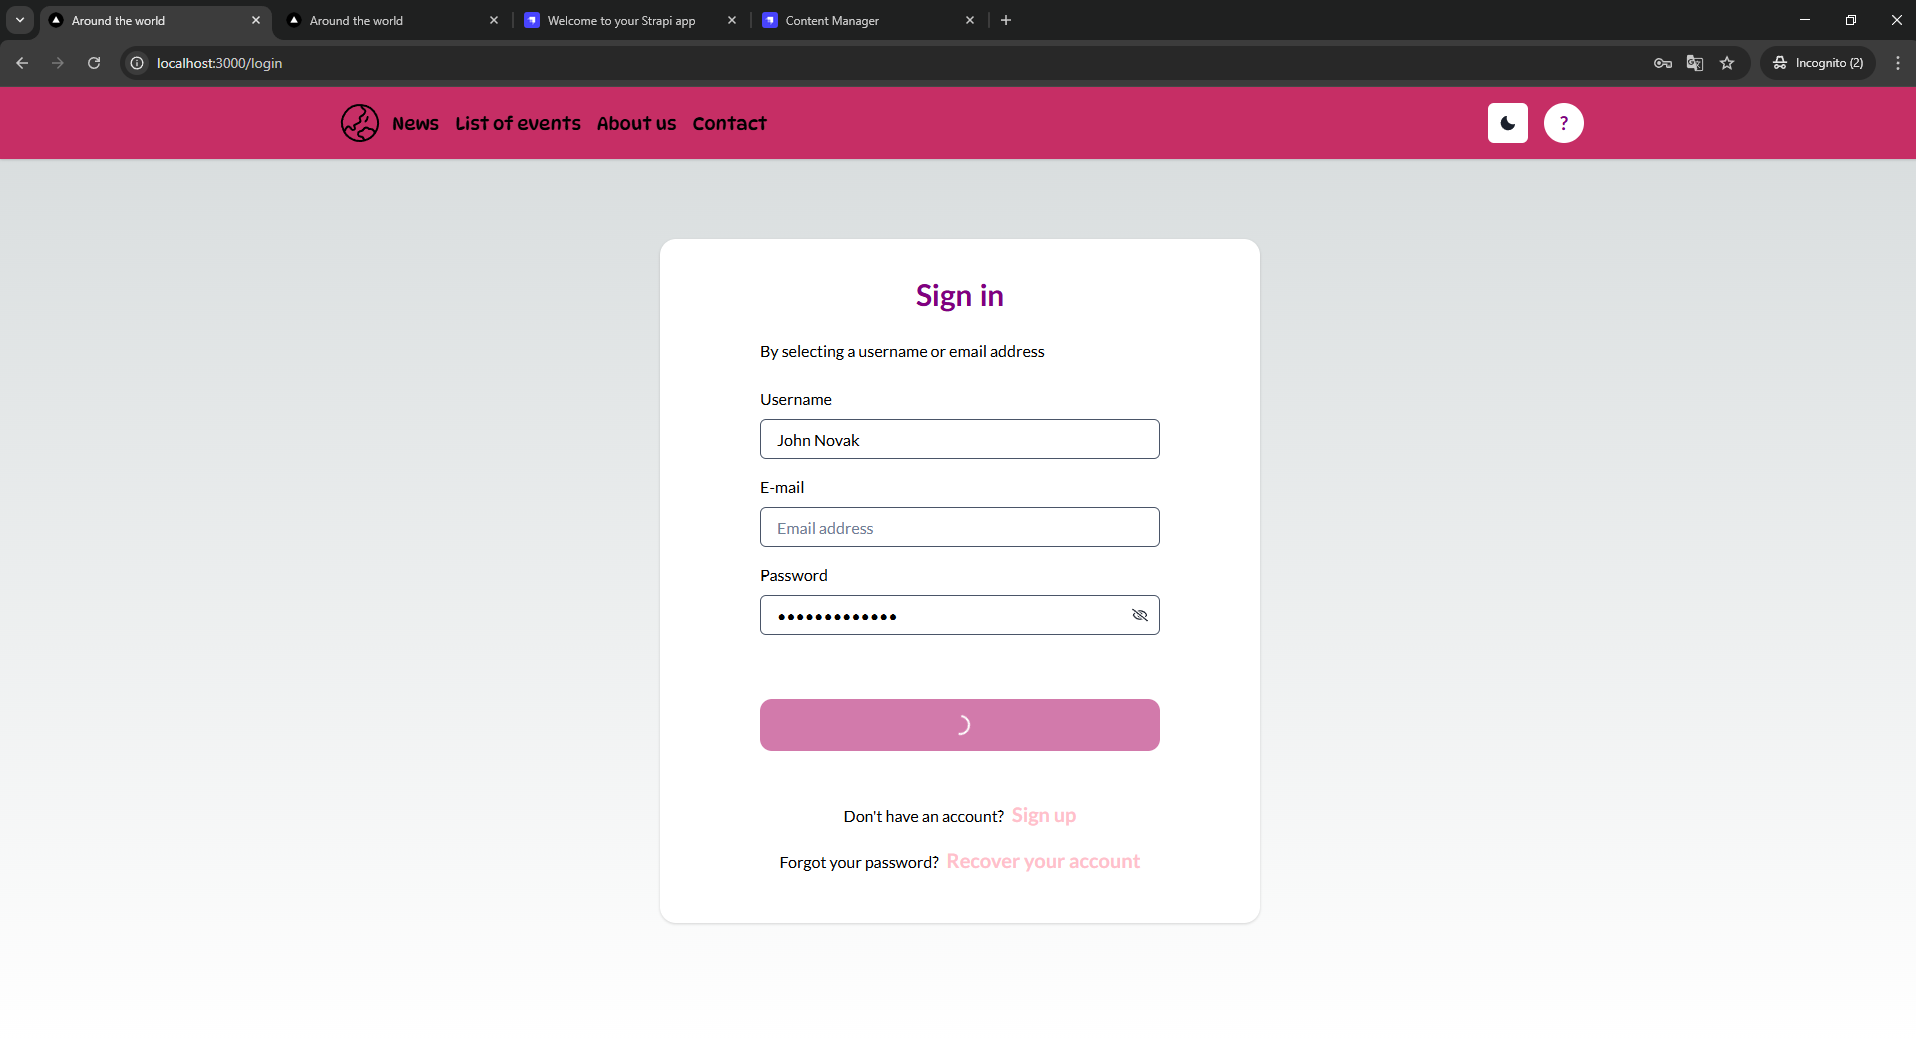 Around the world
Around the world
Welcome to your Strapi app
Content Manager
localhost:3000/login
Incognito (2)
News
List of events
About us
Contact
?
Sign in
By selecting a username or email address
Username
John Novak
E-mail
Email address
Password
•••••••••••••
Don't have an account? Sign up
Forgot your password? Recover your account